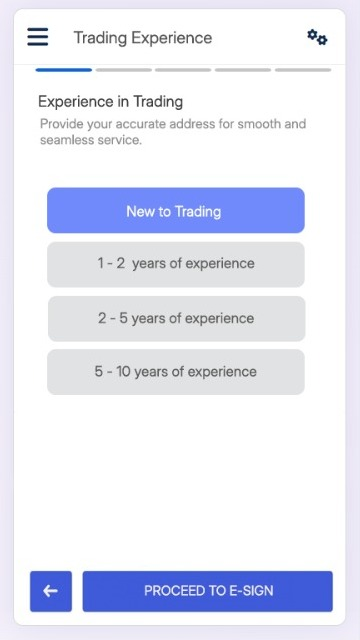 Trading Experience
Experience in Trading
Provide your accurate address for smooth and
seamless service.
New to Trading
1 - 2 years of experience
2 - 5 years of experience
5 - 10 years of experience
PROCEED TO E-SIGN